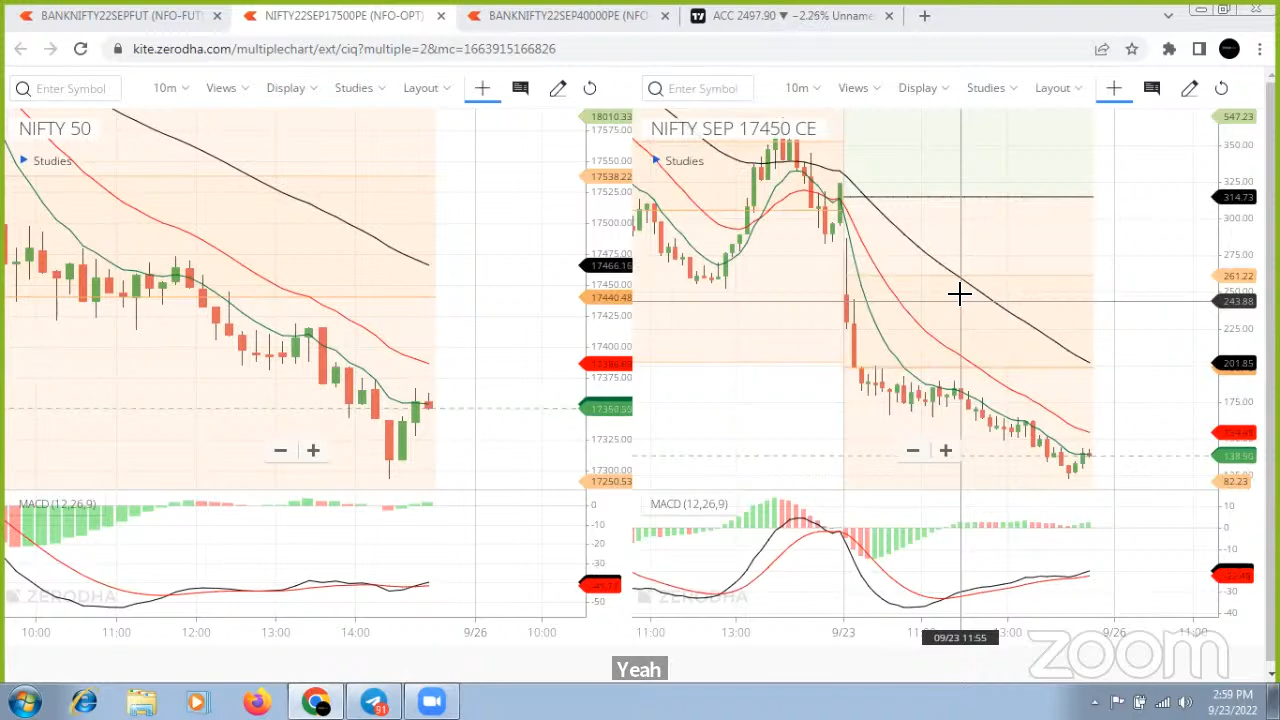 BANKNIFTY22SEPFUT (NFO-FUT
NIFTY22SEP17500PE (NFO-OPT)
BANKNIFTY22SEP40000PE (NFO
ACC 2497.90 ▼ −2.26% Unname
kite.zerodha.com/multiplechart/ext/ciq?multiple=2&mc=1663915166826
Enter Symbol
10m
Views
Display
Studies
Layout
Enter Symbol
10m
Views
Display
Studies
Layout
NIFTY 50
Studies
18010.33
17575.00
17550.00
17538.22
17525.00
17500.00
17475.00
17466.16
17450.00
17440.48
17425.00
17400.00
17375.00
17350.50
17325.00
17300.00
17250.53
MACD (12,26,9)
0
-10
-20
-30
-50
ZERODHA
10:00
11:00
12:00
13:00
14:00
9/26
10:00
NIFTY SEP 17450 CE
Studies
547.23
350.00
325.00
314.73
300.00
275.00
261.22
243.88
225.00
201.85
175.00
138.50
82.23
MACD (12,26,9)
10
0
-10
-30
-40
ZERODHA
11:00
13:00
9/23
09/23 11:55
13:00
9/26
11:00
zoom
Yeah
91
2:59 PM
9/23/2022